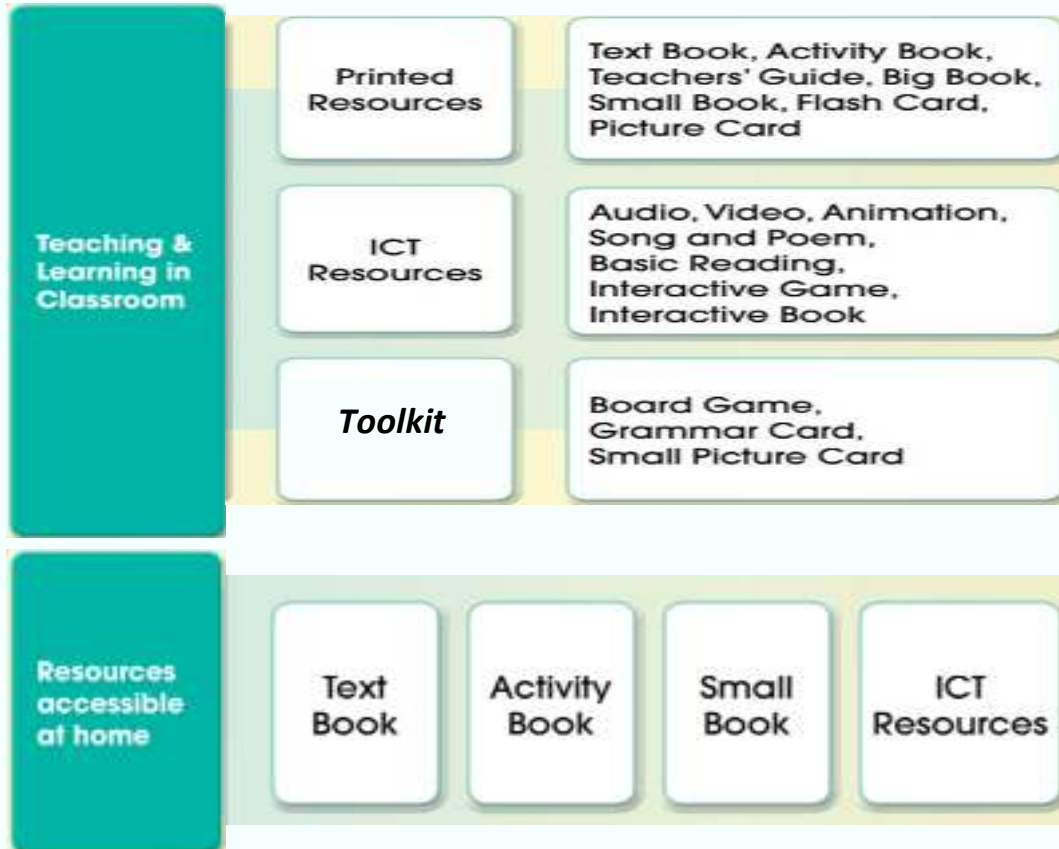 Teaching &
Learning in
Classroom
Printed
Resources
Text Book, Activity Book,
Teachers' Guide, Big Book,
Small Book, Flash Card,
Picture Card
ICT
Resources
Audio, Video, Animation,
Song and Poem,
Basic Reading,
Interactive Game,
Interactive Book
Toolkit
Board Game,
Grammar Card,
Small Picture Card
Resources
accessible
at home
Text
Book
Activity
Book
Small
Book
ICT
Resources